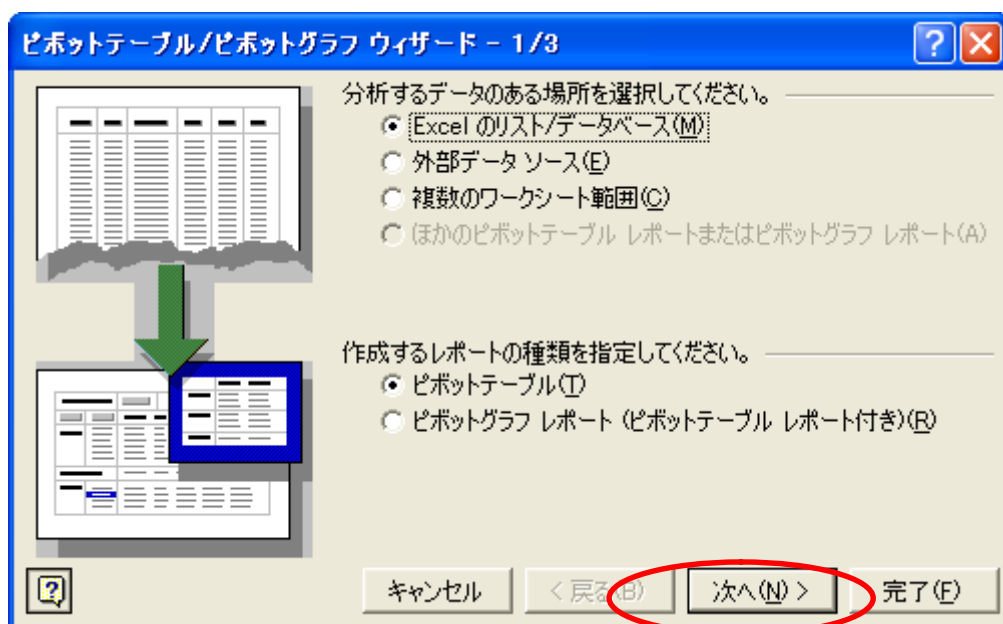 ピボットテーブル/ピボットグラフ ウィザード - 1/3
分析するデータのある場所を選択してください。
Excel のリスト/データベース(M)
外部データ ソース(E)
複数のワークシート範囲(C)
ほかのピボットテーブル レポートまたはピボットグラフ レポート(A)
作成するレポートの種類を指定してください。
ピボットテーブル(T)
ピボットグラフ レポート (ピボットテーブル レポート付き)(R)
キャンセル < 戻る(B) 次へ(N) > 完了(F)